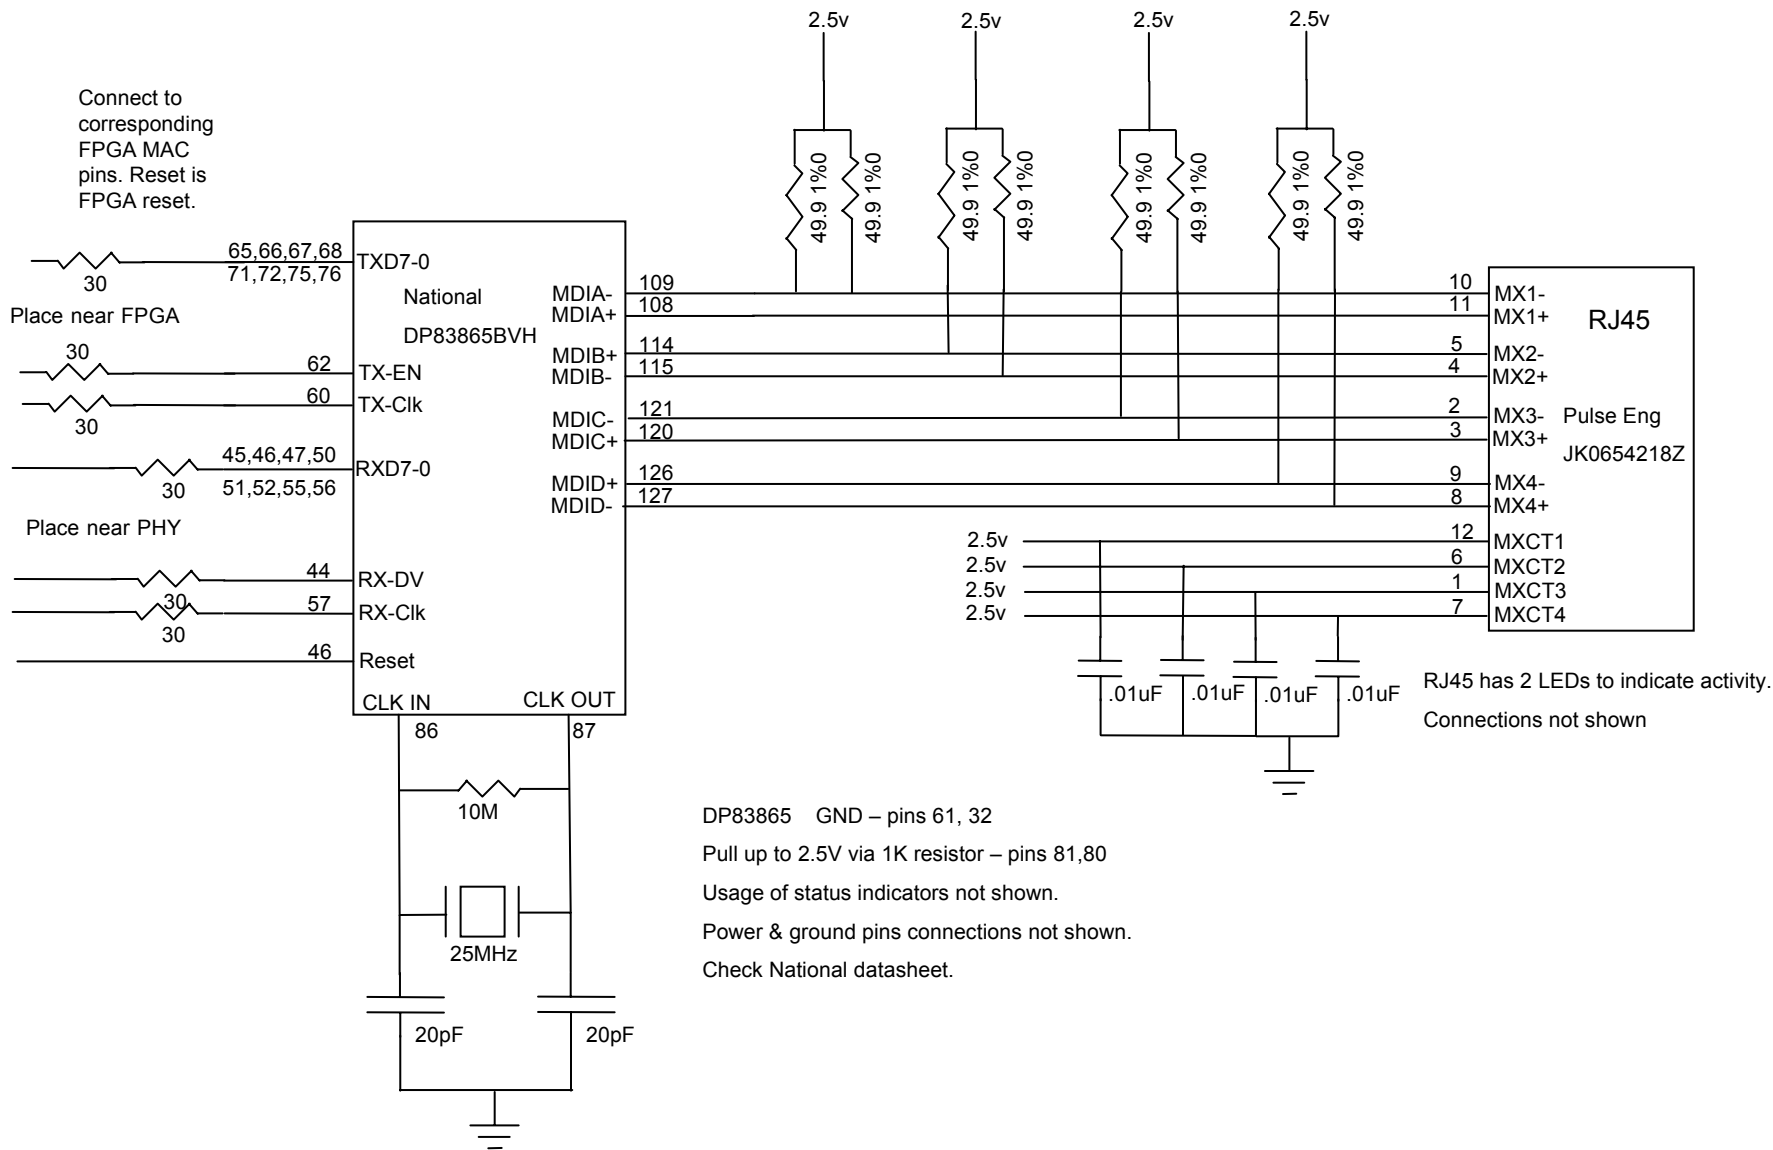 2.5v
2.5v
2.5v
2.5v
Connect to
corresponding
FPGA MAC
pins. Reset is
FPGA reset.
49.9 1%0
49.9 1%0
49.9 1%0
49.9 1%0
49.9 1%0
49.9 1%0
49.9 1%0
49.9 1%0
30
65,66,67,68
71,72,75,76
TXD7-0
Place near FPGA
30
62
TX-EN
60
TX-Clk
30
45,46,47,50
51,52,55,56
RXD7-0
30
Place near PHY
44
RX-DV
30
57
RX-Clk
30
46
Reset
National
DP83865BVH
MDIA-
109
MDIA+
108
MDIB+
114
MDIB-
115
MDIC-
121
MDIC+
120
MDID+
126
MDID-
127
CLK IN
CLK OUT
86
87
10M
25MHz
20pF
20pF
10
MX1-
11
MX1+
RJ45
5
MX2-
4
MX2+
2
MX3-
3
MX3+
Pulse Eng
JK0654218Z
9
MX4-
8
MX4+
2.5v
12
MXCT1
2.5v
6
MXCT2
2.5v
1
MXCT3
2.5v
7
MXCT4
.01uF
.01uF
.01uF
.01uF
RJ45 has 2 LEDs to indicate activity.
Connections not shown
DP83865 GND – pins 61, 32
Pull up to 2.5V via 1K resistor – pins 81,80
Usage of status indicators not shown.
Power & ground pins connections not shown.
Check National datasheet.